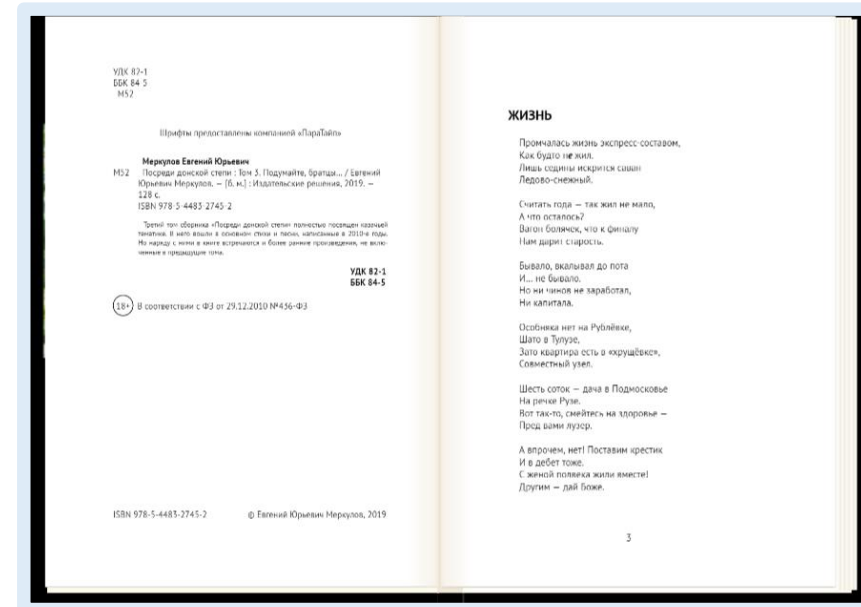 УДК 82-1
ББК 84-5
М52
Шрифты предоставлены компанией «ПараТайп»
Меркулов Евгений Юрьевич
М52 Посреди донской степи : Том 3. Подумайте, братцы... / Евгений
Юрьевич Меркулов. — [б. м.] : Издательские решения, 2019. —
128 с.
ISBN 978-5-4483-2745-2
Третий том сборника «Посреди донской степи» полностью посвящен казачьей
тематике. В него вошли в основном стихи и песни, написанные в 2010-е годы.
Но наряду с ними в книге встречаются и более ранние произведения, не вклю-
ченные в предыдущие тома.
УДК 82-1
ББК 84-5
18+ В соответствии с ФЗ от 29.12.2010 №436-ФЗ
ISBN 978-5-4483-2745-2 © Евгений Юрьевич Меркулов, 2019
ЖИЗНЬ
Промчалась жизнь экспресс-составом,
Как будто не жил.
Лишь седины искрится саван
Ледово-снежный.
Считать года — так жил не мало,
А что осталось?
Вагон болячек, что к финалу
Нам дарит старость.
Бывало, вкалывал до пота
И... не бывало.
Но ни чинов не заработал,
Ни капитала.
Особняка нет на Рублёвке,
Шато в Тулузе,
Зато квартира есть в «хрущёвке»,
Совместный узел.
Шесть соток — дача в Подмосковье
На речке Рузе.
Вот так-то, смейтесь на здоровье —
Пред вами лузер.
А впрочем, нет! Поставим крестик
И в дебет тоже.
С женой полвека жили вместе!
Другим — дай Боже.
3